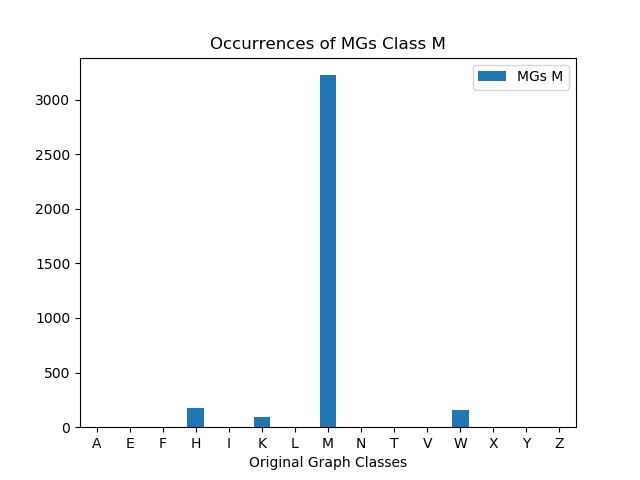 Occurrences of MGs Class M
MGs M
3000
2500
2000
1500
1000
500
0
A E F H I K L M N T V W X Y Z
Original Graph Classes